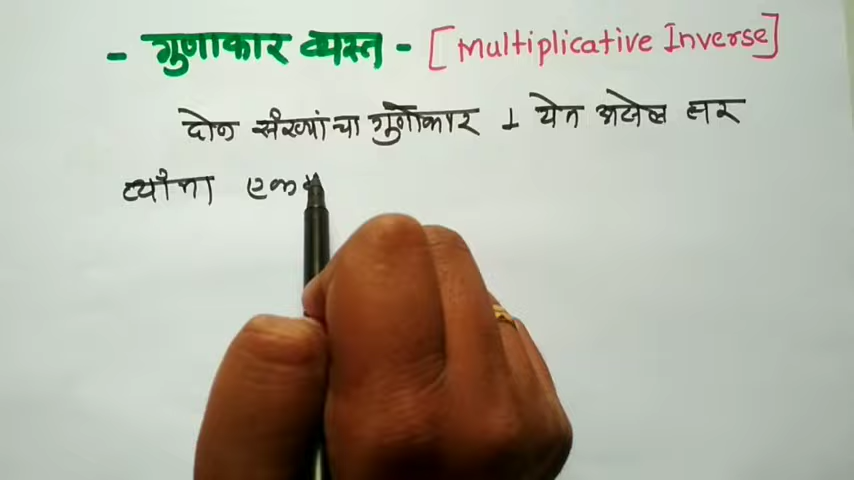 - गुणाकार व्यस्त - [Multiplicative Inverse]
दोन संख्यांचा गुणाकार 1 येत असेल तर
त्यांना एक